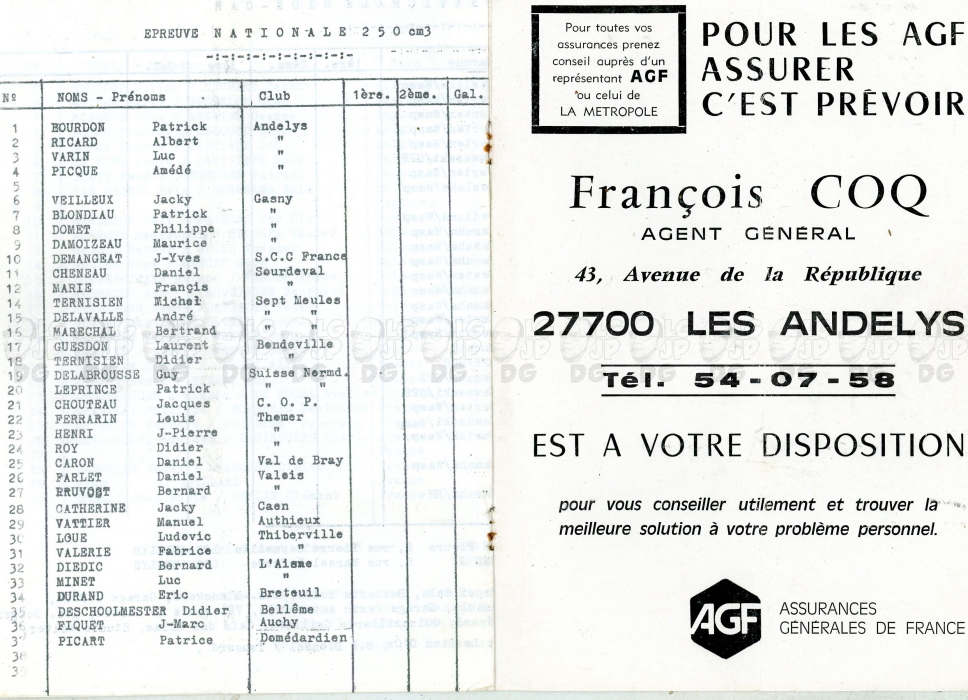 EPREUVE N A T I O N A L E 2 5 0 cm3
-:-:-:-:-:-:-:-:-:-
Nº NOMS - Prénoms Club 1ère. 2ème. Gal.
1 BOURDON Patrick Andelys
2 RICARD Albert "
3 VARIN Luc "
4 PICQUE Amédé "
5
6 VEILLEUX Jacky Gasny
7 BLONDIAU Patrick "
8 DOMET Philippe "
9 DAMOIZEAU Maurice "
10 DEMANGEAT J-Yves S.C.C France
11 CHENEAU Daniel Sourdeval
12 MARIE Françis "
14 TERNISIEN Michel Sept Meules
15 DELAVALLE André " "
16 MARECHAL Bertrand " "
17 GUESDON Laurent Bondeville
18 TERNISIEN Didier "
19 DELABROUSSE Guy Suisse Normd.
20 LEPRINCE Patrick " "
21 CHOUTEAU Jacques C. O. P.
22 FERRARIN Louis Themer
23 HENRI J-Pierre "
24 ROY Didier "
25 CARON Daniel Val de Bray
26 FARLET Daniel Valois
27 BRUVOST Bernard "
28 CATHERINE Jacky Caen
29 VATTIER Manuel Authieux
30 LOUE Ludovic Thiberville
31 VALERIE Fabrice "
32 DIEDIC Bernard L'Aisne
33 MINET Luc "
34 DURAND Eric Breteuil
35 DESCHOOLMESTER Didier Bellême
36 FIQUET J-Marc Auchy
37 PICART Patrice Domédardien
38
39
Pour toutes vos
assurances prenez
conseil auprès d'un
représentant AGF
ou celui de
LA METROPOLE
POUR LES AGF
ASSURER
C'EST PRÉVOIR
François COQ
AGENT GÉNÉRAL
43, Avenue de la République
27700 LES ANDELYS
Tél. 54-07-58
EST A VOTRE DISPOSITION
pour vous conseiller utilement et trouver la
meilleure solution à votre problème personnel.
AGF
ASSURANCES
GÉNÉRALES DE FRANCE